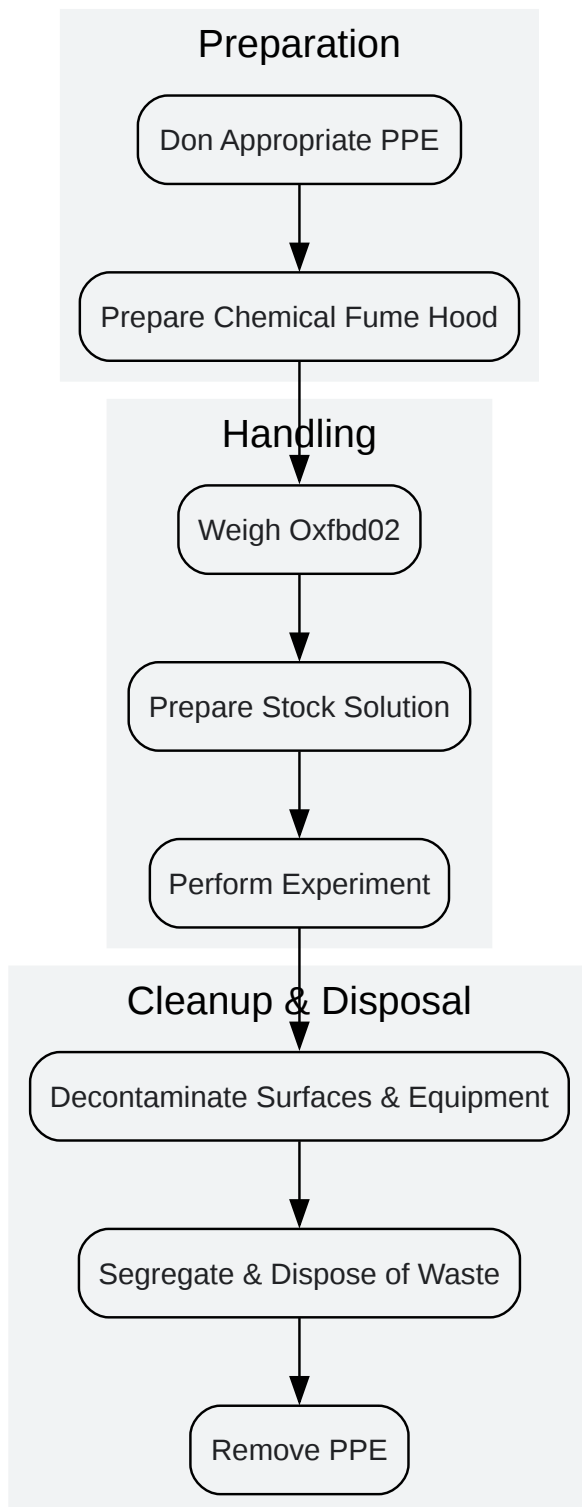 Preparation
Don Appropriate PPE
Prepare Chemical Fume Hood
Handling
Weigh Oxfbd02
Prepare Stock Solution
Perform Experiment
Cleanup & Disposal
Decontaminate Surfaces & Equipment
Segregate & Dispose of Waste
Remove PPE